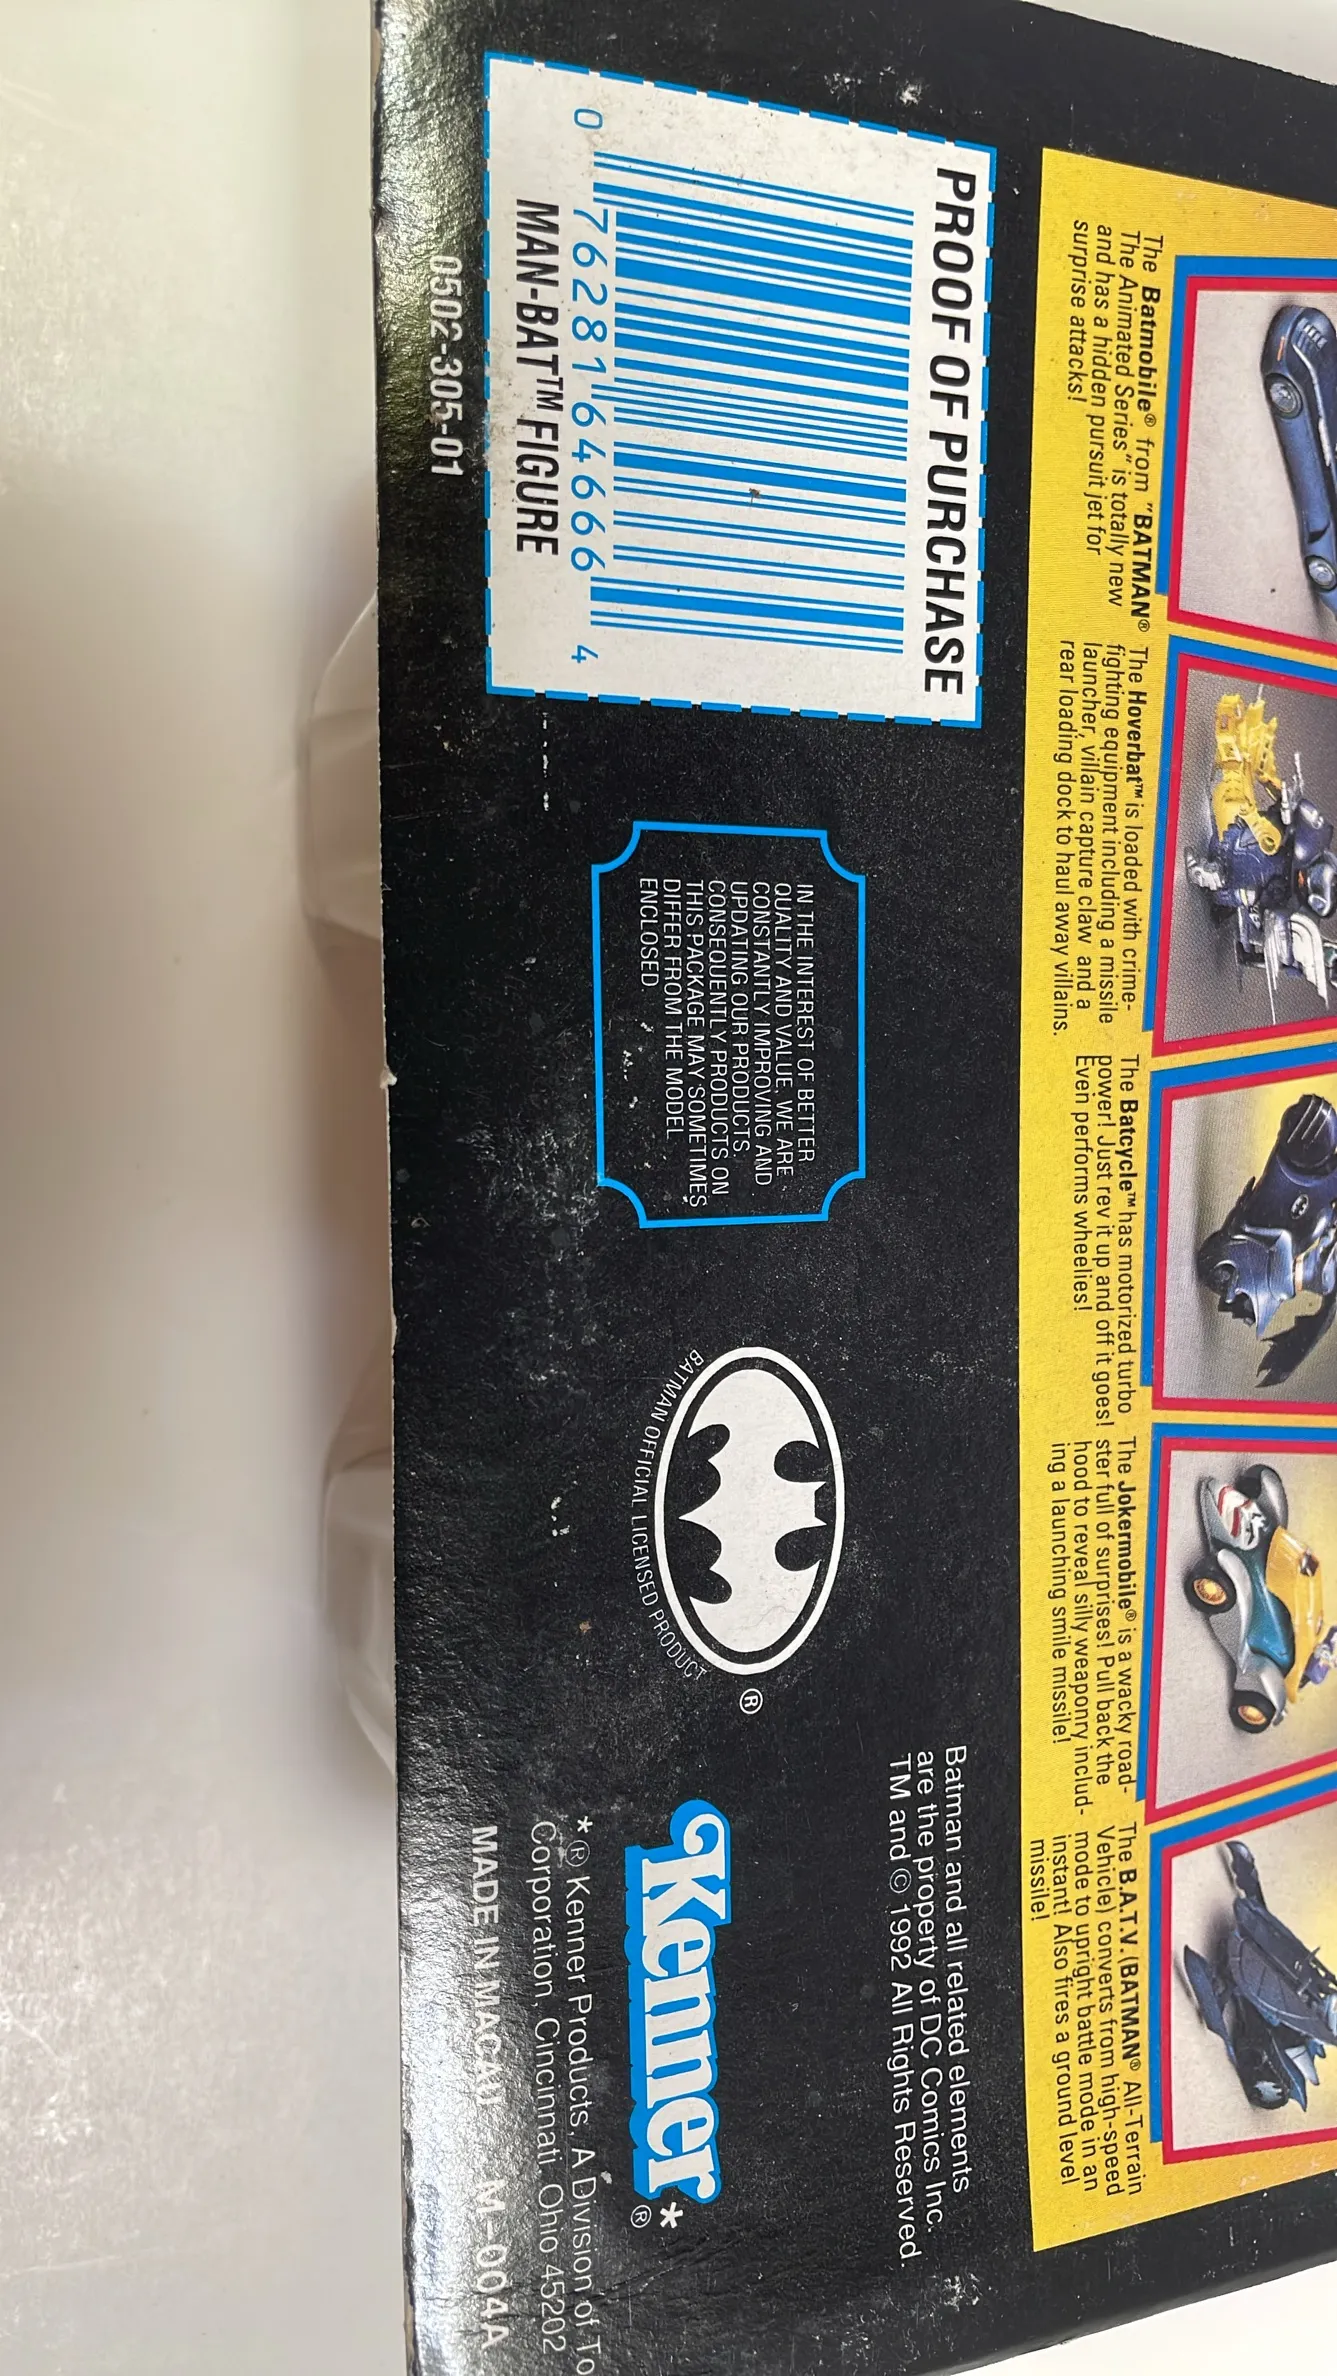 The Batmobile® from "BATMAN®
The Animated Series" is totally new
and has a hidden pursuit jet for
surprise attacks!
The Hoverbat™ is loaded with crime-
fighting equipment including a missile
launcher, villain capture claw and a
rear loading dock to haul away villains.
The Batcycle™ has motorized turbo
power! Just rev it up and off it goes!
Even performs wheelies!
The Jokermobile® is a wacky road-
ster full of surprises! Pull back the
hood to reveal silly weaponry includ-
ing a launching smile missile!
The B.A.T.V. (BATMAN® All-Terrain
Vehicle) converts from high-speed
mode to upright battle mode in an
instant! Also fires a ground level
missile!
PROOF OF PURCHASE
0 76281 64666 4
MAN-BAT™ FIGURE
0502-305-01
IN THE INTEREST OF BETTER
QUALITY AND VALUE, WE ARE
CONSTANTLY IMPROVING AND
UPDATING OUR PRODUCTS.
CONSEQUENTLY PRODUCTS ON
THIS PACKAGE MAY SOMETIMES
DIFFER FROM THE MODEL
ENCLOSED.
BATMAN OFFICIAL LICENSED PRODUCT
®
Batman and all related elements
are the property of DC Comics Inc.
TM and © 1992 All Rights Reserved.
Kenner*®
*® Kenner Products, A Division of To
Corporation, Cincinnati, Ohio 45202
MADE IN MACAU M-004A